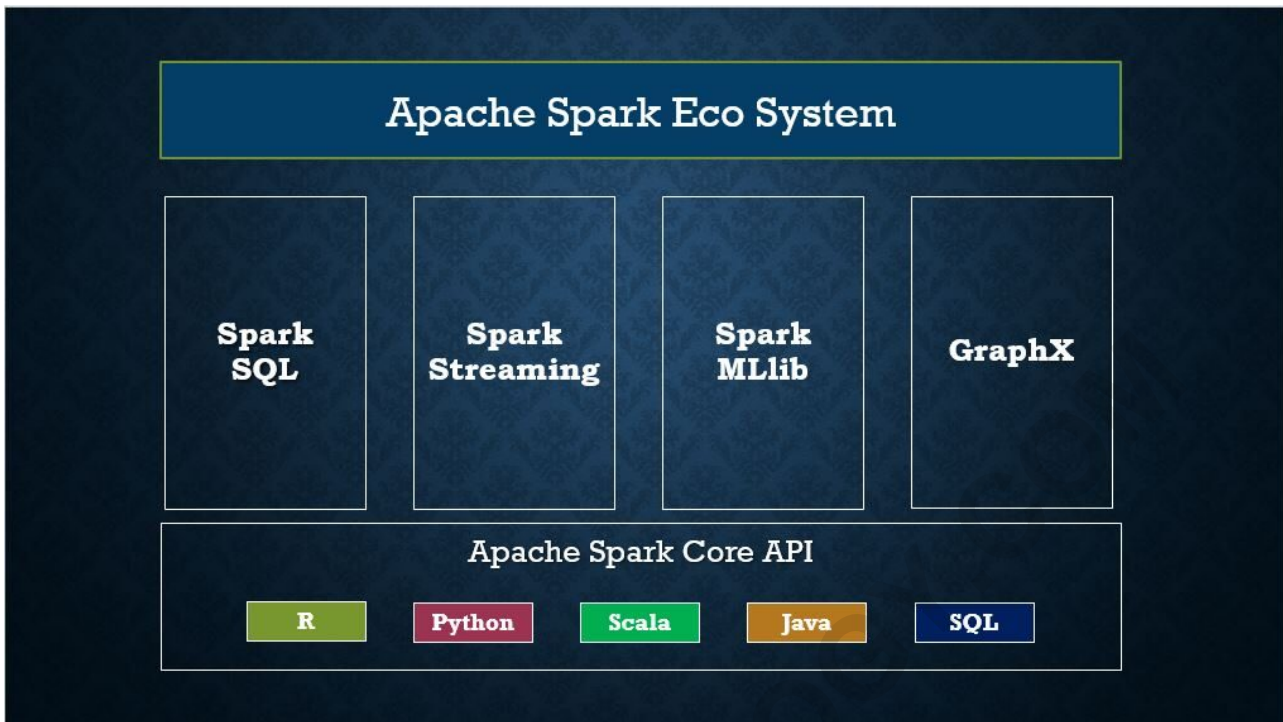 Apache Spark Eco System
Spark
SQL
Spark
Streaming
Spark
MLlib
GraphX
Apache Spark Core API
R
Python
Scala
Java
SQL